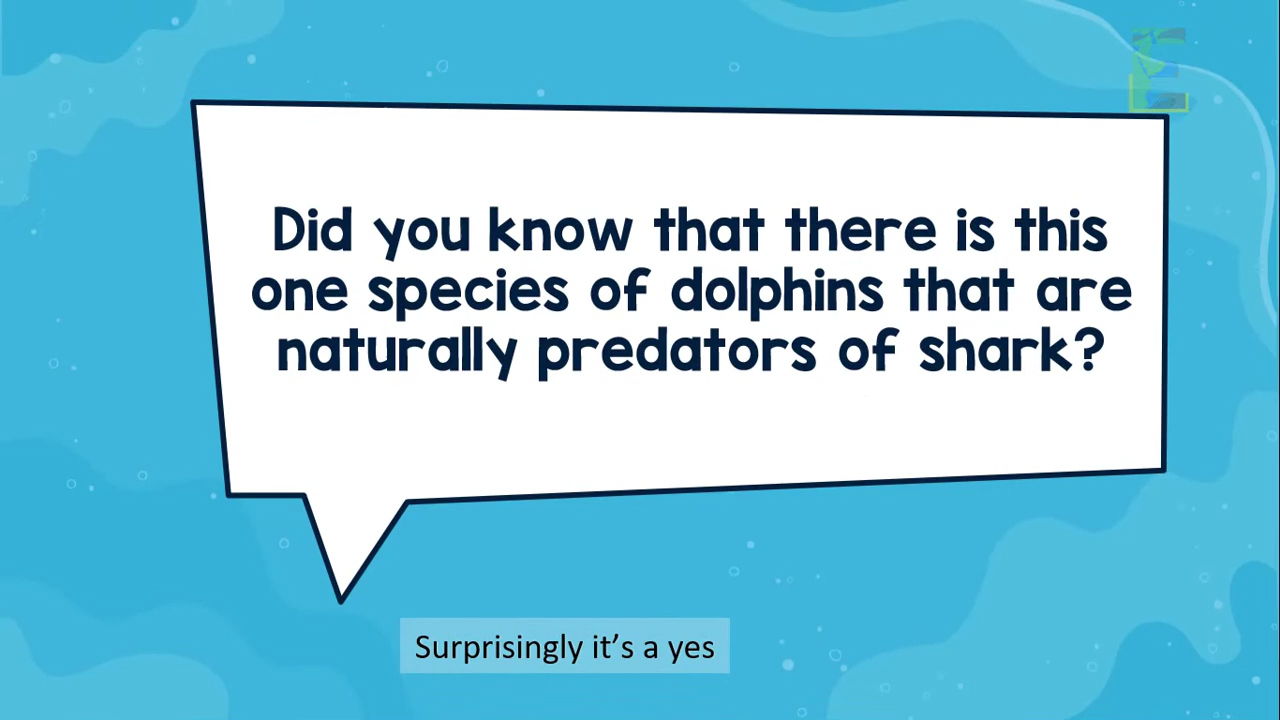 Did you know that there is this
one species of dolphins that are
naturally predators of shark?
Surprisingly it's a yes